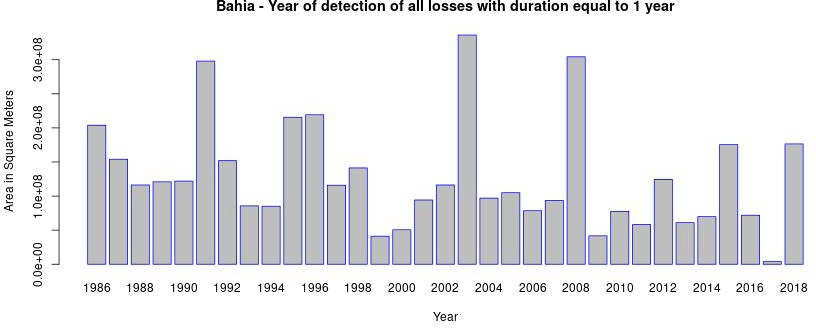 Bahia - Year of detection of all losses with duration equal to 1 year
Area in Square Meters
3.0e+08
2.0e+08
1.0e+08
0.0e+00
1986 1988 1990 1992 1994 1996 1998 2000 2002 2004 2006 2008 2010 2012 2014 2016 2018
Year